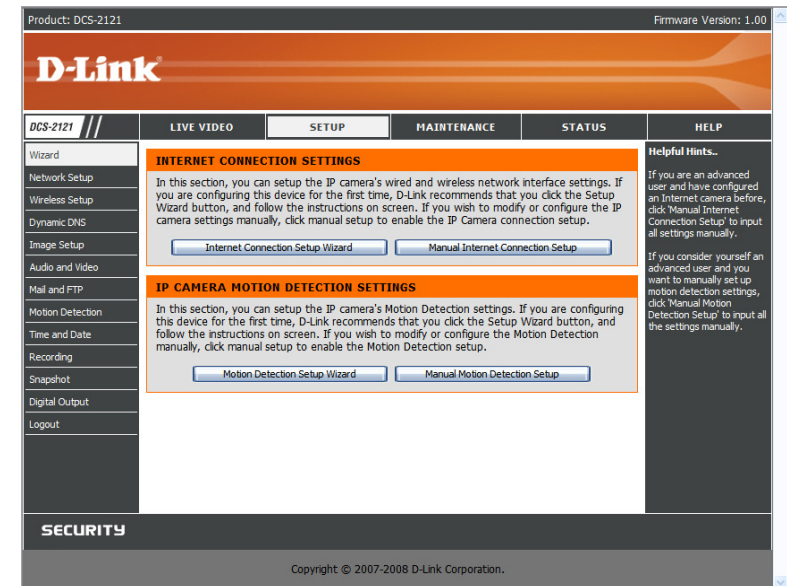 Product: DCS-2121
Firmware Version: 1.00
D-Link
DCS-2121
LIVE VIDEO
SETUP
MAINTENANCE
STATUS
HELP
Wizard
Network Setup
Wireless Setup
Dynamic DNS
Image Setup
Audio and Video
Mail and FTP
Motion Detection
Time and Date
Recording
Snapshot
Digital Output
Logout
INTERNET CONNECTION SETTINGS
In this section, you can setup the IP camera's wired and wireless network interface settings. If
you are configuring this device for the first time, D-Link recommends that you click the Setup
Wizard button, and follow the instructions on screen. If you wish to modify or configure the IP
camera settings manually, click manual setup to enable the IP Camera connection setup.
Internet Connection Setup Wizard
Manual Internet Connection Setup
IP CAMERA MOTION DETECTION SETTINGS
In this section, you can setup the IP camera's Motion Detection settings. If you are configuring
this device for the first time, D-Link recommends that you click the Setup Wizard button, and
follow the instructions on screen. If you wish to modify or configure the Motion Detection
manually, click manual setup to enable the Motion Detection setup.
Motion Detection Setup Wizard
Manual Motion Detection Setup
Helpful Hints..
If you are an advanced
user and have configured
an Internet camera before,
click 'Manual Internet
Connection Setup' to input
all settings manually.
If you consider yourself an
advanced user and you
want to manually set up
motion detection settings,
click 'Manual Motion
Detection Setup' to input all
the settings manually.
SECURITY
Copyright © 2007-2008 D-Link Corporation.